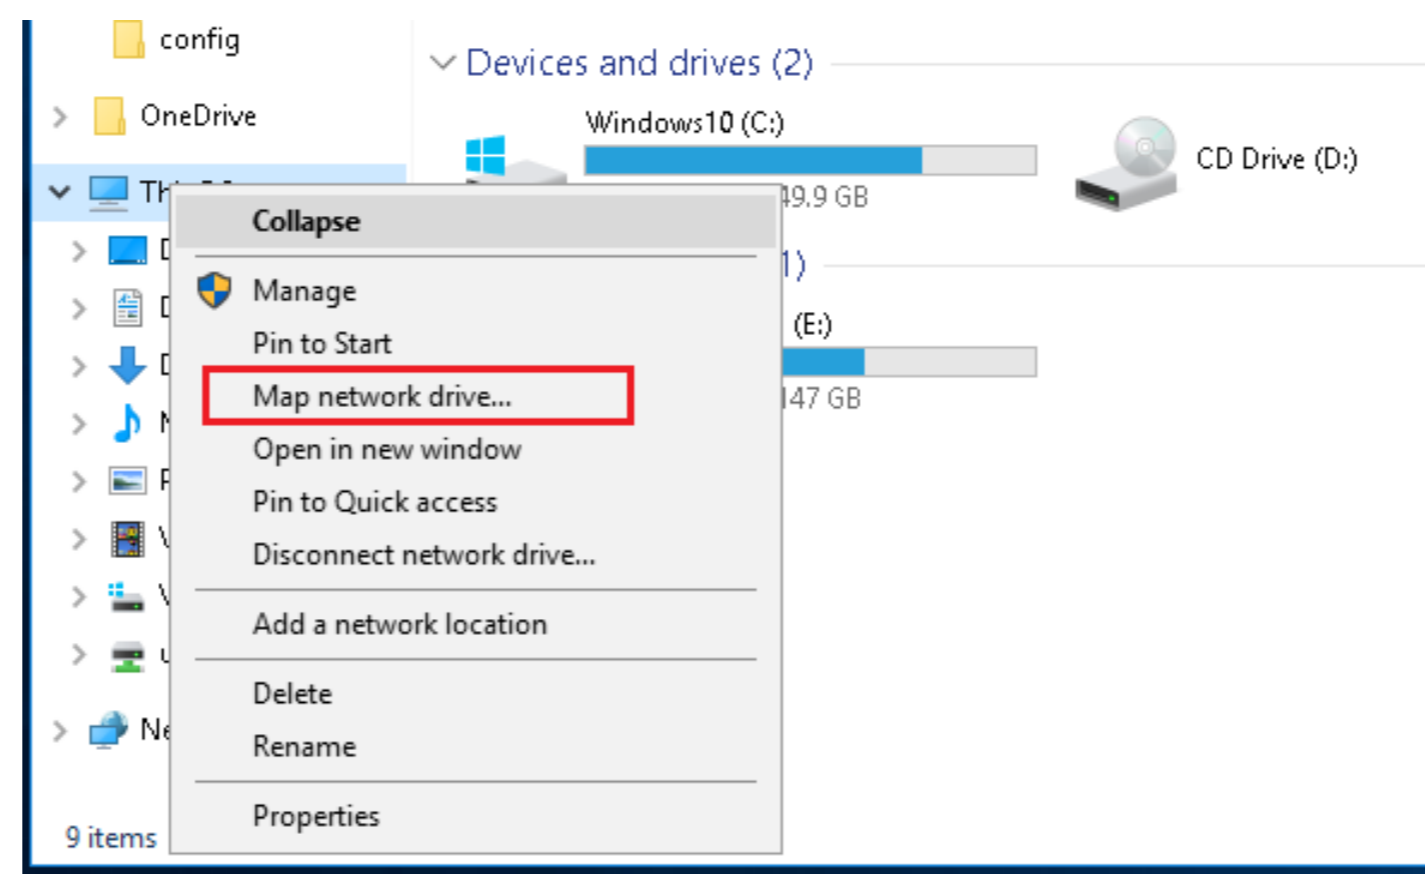 config
OneDrive
Devices and drives (2)
Windows10 (C:)
49.9 GB
CD Drive (D:)
1)
(E:)
147 GB
Collapse
Manage
Pin to Start
Map network drive...
Open in new window
Pin to Quick access
Disconnect network drive...
Add a network location
Delete
Rename
Properties
9 items